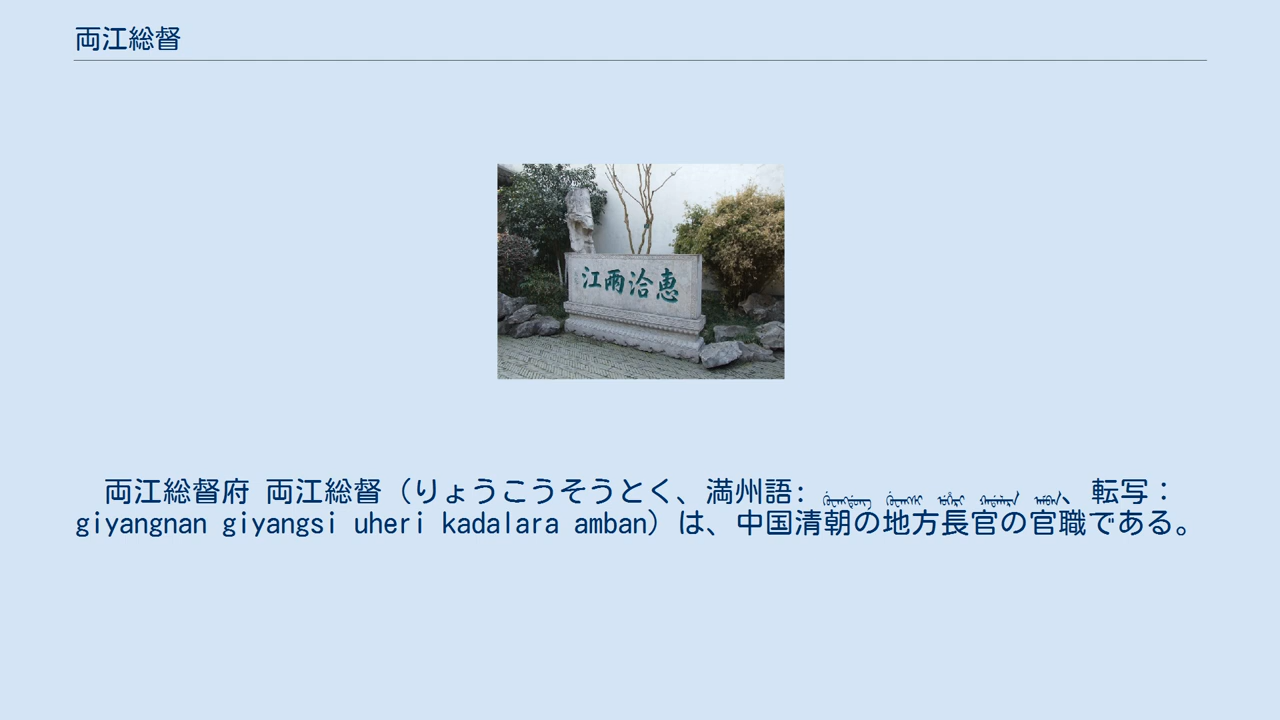 両江総督
惠洽兩江
両江総督府 両江総督（りょうこうそうとく、満州語: 、転写：
giyangnan giyangsi uheri kadalara amban）は、中国清朝の地方長官の官職である。